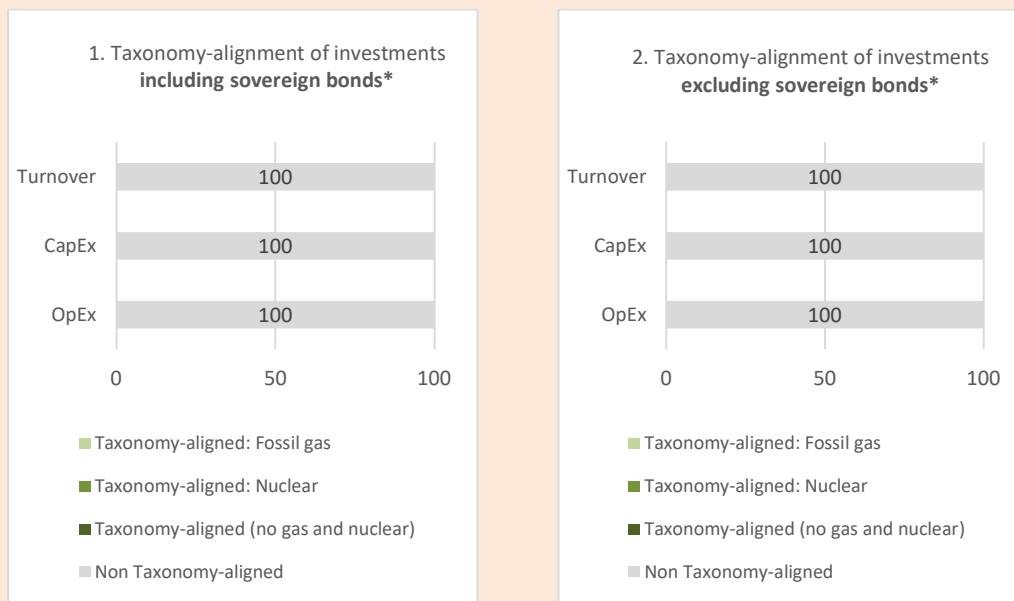 1. Taxonomy-alignment of investments
including sovereign bonds*
Turnover
100
CapEx
100
OpEx
100
0 50 100
Taxonomy-aligned: Fossil gas
Taxonomy-aligned: Nuclear
Taxonomy-aligned (no gas and nuclear)
Non Taxonomy-aligned
2. Taxonomy-alignment of investments
excluding sovereign bonds*
Turnover
100
CapEx
100
OpEx
100
0 50 100
Taxonomy-aligned: Fossil gas
Taxonomy-aligned: Nuclear
Taxonomy-aligned (no gas and nuclear)
Non Taxonomy-aligned